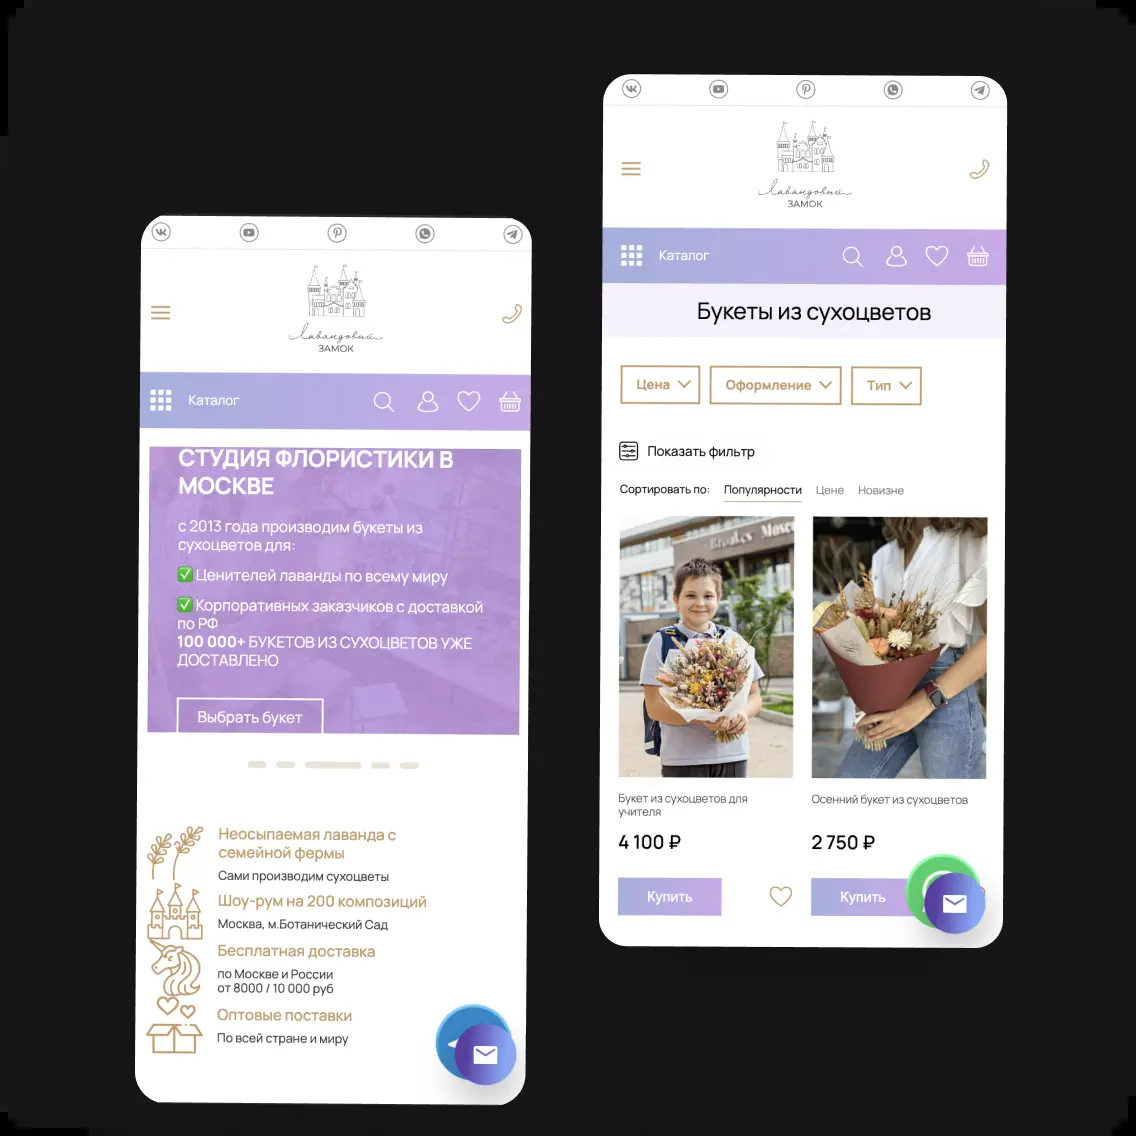 Лавандовый
ЗАМОК
Каталог
СТУДИЯ ФЛОРИСТИКИ В
МОСКВЕ
с 2013 года производим букеты из
сухоцветов для:
✅ Ценителей лаванды по всему миру
✅ Корпоративных заказчиков с доставкой
по РФ
100 000+ БУКЕТОВ ИЗ СУХОЦВЕТОВ УЖЕ
ДОСТАВЛЕНО
Выбрать букет
Неосыпаемая лаванда с
семейной фермы
Сами производим сухоцветы
Шоу-рум на 200 композиций
Москва, м.Ботанический Сад
Бесплатная доставка
по Москве и России
от 8000 / 10 000 руб
Оптовые поставки
По всей стране и миру
Лавандовый
ЗАМОК
Каталог
Букеты из сухоцветов
Цена
Оформление
Тип
Показать фильтр
Сортировать по: Популярности Цене Новизне
Букет из сухоцветов для
учителя
4 100 ₽
Купить
Осенний букет из сухоцветов
2 750 ₽
Купить